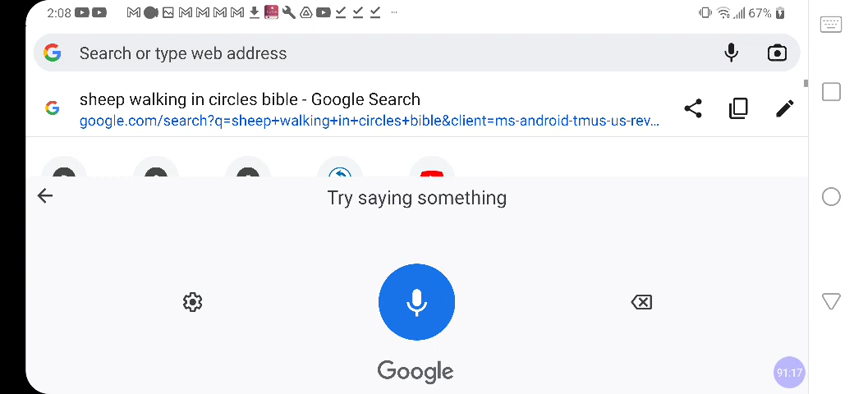 2:08 67%
Search or type web address
sheep walking in circles bible - Google Search
google.com/search?q=sheep+walking+in+circles+bible&client=ms-android-tmus-us-rev...
Try saying something
Google
91:17